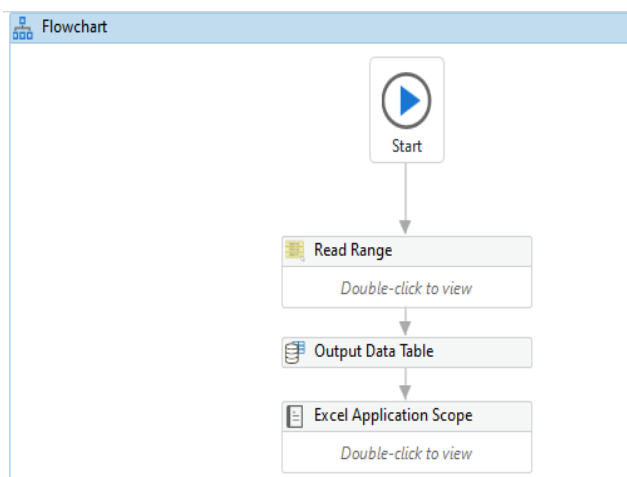 Flowchart
Start
Read Range
Double-click to view
Output Data Table
Excel Application Scope
Double-click to view